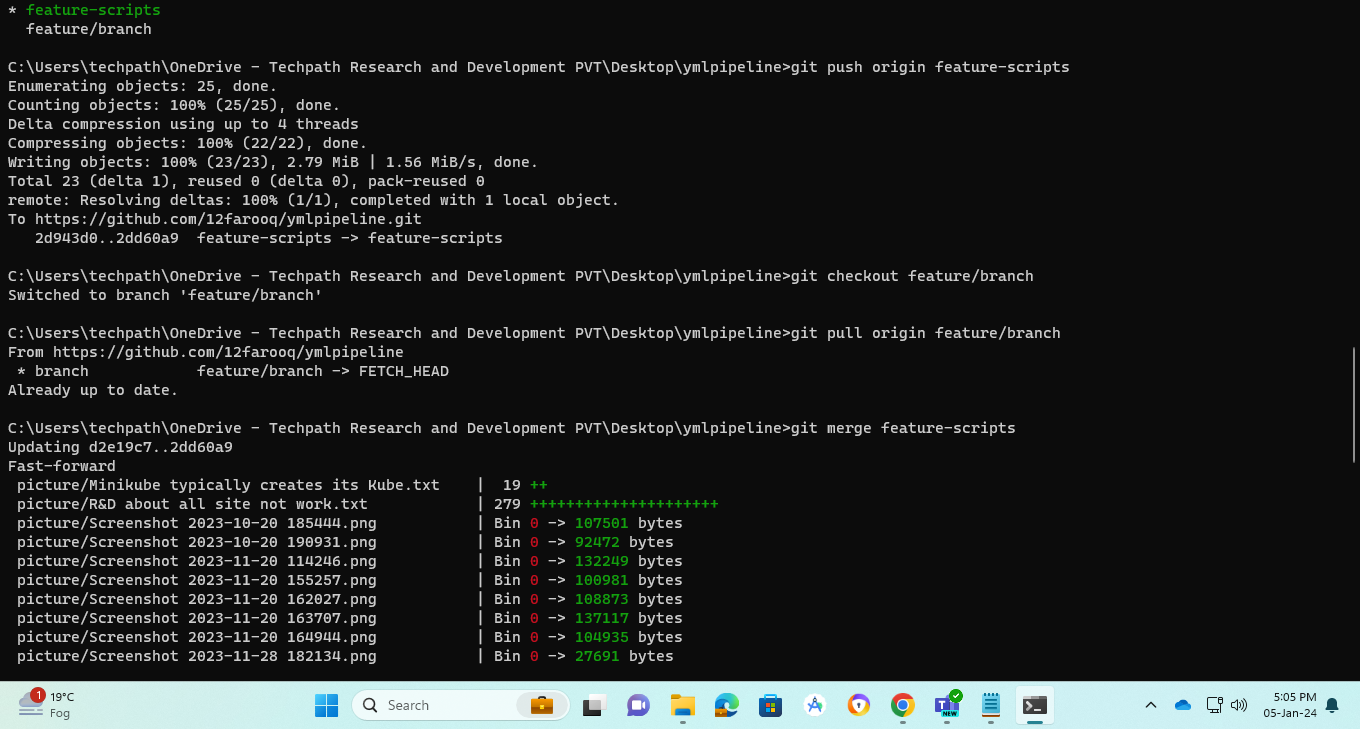 * feature-scripts
feature/branch
C:\Users\techpath\OneDrive - Techpath Research and Development PVT\Desktop\ymlpipeline>git push origin feature-scripts
Enumerating objects: 25, done.
Counting objects: 100% (25/25), done.
Delta compression using up to 4 threads
Compressing objects: 100% (22/22), done.
Writing objects: 100% (23/23), 2.79 MiB | 1.56 MiB/s, done.
Total 23 (delta 1), reused 0 (delta 0), pack-reused 0
remote: Resolving deltas: 100% (1/1), completed with 1 local object.
To https://github.com/12farooq/ymlpipeline.git
2d943d0..2dd60a9  feature-scripts -> feature-scripts
C:\Users\techpath\OneDrive - Techpath Research and Development PVT\Desktop\ymlpipeline>git checkout feature/branch
Switched to branch 'feature/branch'
C:\Users\techpath\OneDrive - Techpath Research and Development PVT\Desktop\ymlpipeline>git pull origin feature/branch
From https://github.com/12farooq/ymlpipeline
* branch            feature/branch -> FETCH_HEAD
Already up to date.
C:\Users\techpath\OneDrive - Techpath Research and Development PVT\Desktop\ymlpipeline>git merge feature-scripts
Updating d2e19c7..2dd60a9
Fast-forward
picture/Minikube typically creates its Kube.txt    |  19 ++
picture/R&D about all site not work.txt            | 279 +++++++++++++++++++++
picture/Screenshot 2023-10-20 185444.png           | Bin 0 -> 107501 bytes
picture/Screenshot 2023-10-20 190931.png           | Bin 0 -> 92472 bytes
picture/Screenshot 2023-11-20 114246.png           | Bin 0 -> 132249 bytes
picture/Screenshot 2023-11-20 155257.png           | Bin 0 -> 100981 bytes
picture/Screenshot 2023-11-20 162027.png           | Bin 0 -> 108873 bytes
picture/Screenshot 2023-11-20 163707.png           | Bin 0 -> 137117 bytes
picture/Screenshot 2023-11-20 164944.png           | Bin 0 -> 104935 bytes
picture/Screenshot 2023-11-28 182134.png           | Bin 0 -> 27691 bytes
1
19°C
Fog
Search
NEW
5:05 PM
05-Jan-24